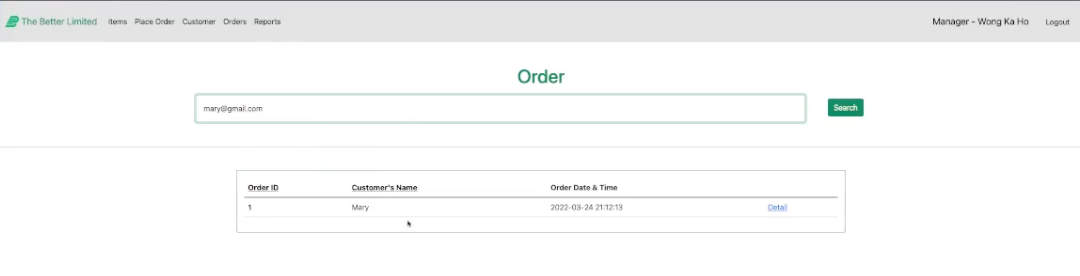 The Better Limited Items Place Order Customer Orders Reports Manager - Wong Ka Ho Logout
Order
mary@gmail.com Search
Order ID Customer's Name Order Date & Time
1 Mary 2022-03-24 21:12:13 Detail